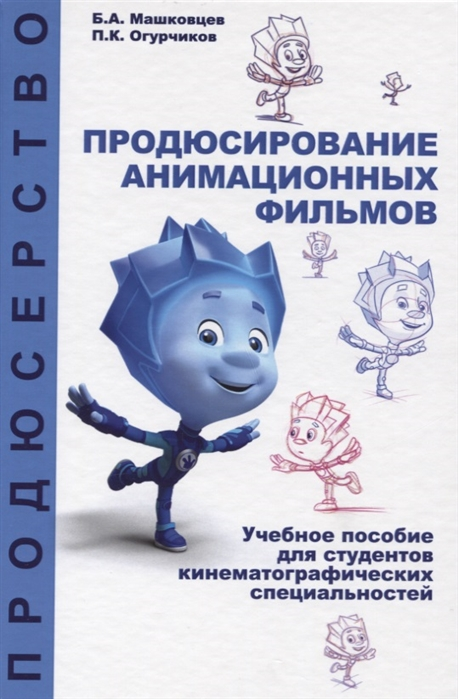 Б.А. Машковцев
П.К. Огурчиков
ПРОДЮСИРОВАНИЕ
АНИМАЦИОННЫХ
ФИЛЬМОВ
Учебное пособие
для студентов
кинематографических
специальностей
ПРОДЮСЕРСТВО